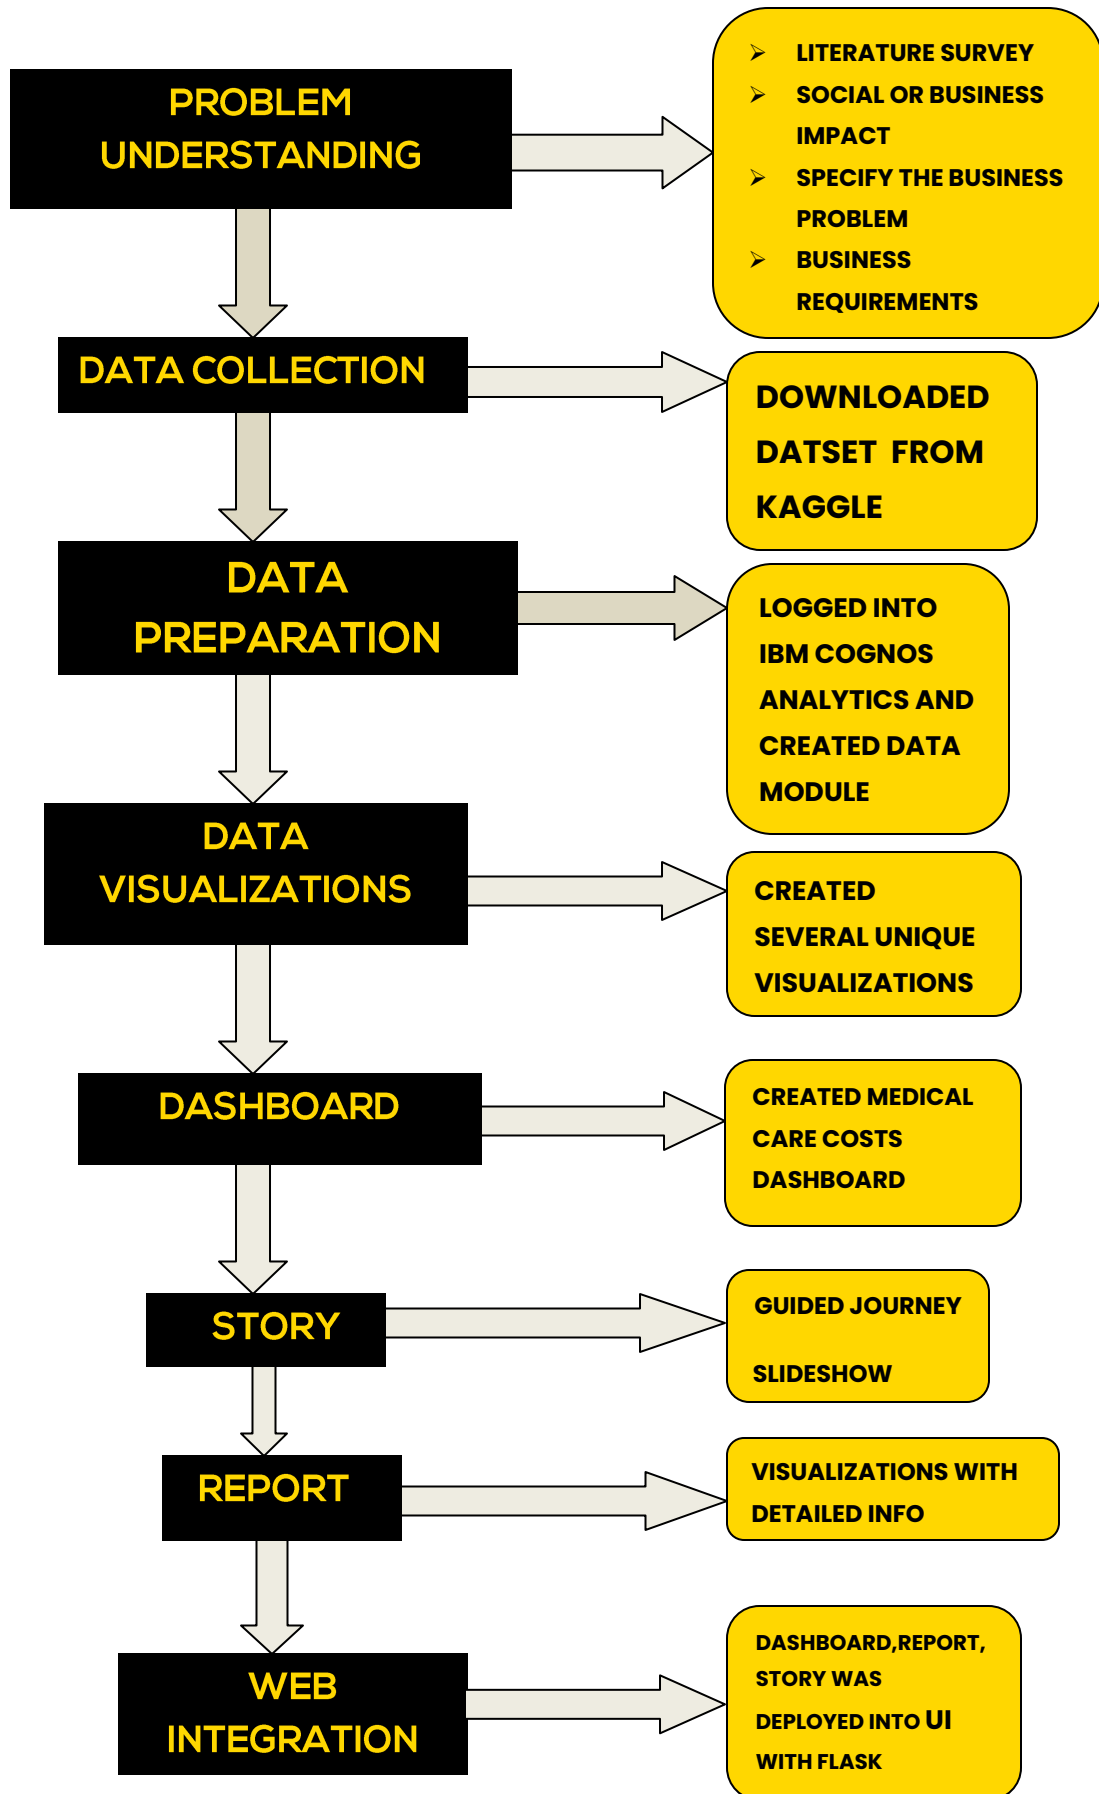 PROBLEM
UNDERSTANDING
➢ LITERATURE SURVEY
➢ SOCIAL OR BUSINESS
IMPACT
➢ SPECIFY THE BUSINESS
PROBLEM
➢ BUSINESS
REQUIREMENTS
DATA COLLECTION
DOWNLOADED
DATSET FROM
KAGGLE
DATA
PREPARATION
LOGGED INTO
IBM COGNOS
ANALYTICS AND
CREATED DATA
MODULE
DATA
VISUALIZATIONS
CREATED
SEVERAL UNIQUE
VISUALIZATIONS
DASHBOARD
CREATED MEDICAL
CARE COSTS
DASHBOARD
STORY
GUIDED JOURNEY
SLIDESHOW
REPORT
VISUALIZATIONS WITH
DETAILED INFO
WEB
INTEGRATION
DASHBOARD,REPORT,
STORY WAS
DEPLOYED INTO UI
WITH FLASK